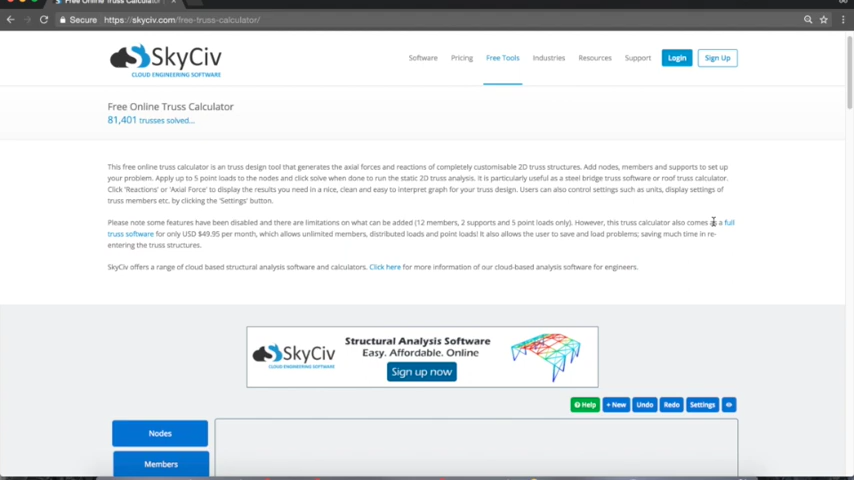 Free Online Truss Calculator
Secure https://skyciv.com/free-truss-calculator/
SkyCiv
CLOUD ENGINEERING SOFTWARE
Software Pricing Free Tools Industries Resources Support Login Sign Up
Free Online Truss Calculator
81,401 trusses solved...
This free online truss calculator is an truss design tool that generates the axial forces and reactions of completely customisable 2D truss structures. Add nodes, members and supports to set up
your problem. Apply up to 5 point loads to the nodes and click solve when done to run the static 2D truss analysis. It is particularly useful as a steel bridge truss software or roof truss calculator.
Click 'Reactions' or 'Axial Force' to display the results you need in a nice, clean and easy to interpret graph for your truss design. Users can also control settings such as units, display settings of
truss members etc. by clicking the 'Settings' button.
Please note some features have been disabled and there are limitations on what can be added (12 members, 2 supports and 5 point loads only). However, this truss calculator also comes as a full
truss software for only USD $49.95 per month, which allows unlimited members, distributed loads and point loads! It also allows the user to save and load problems; saving much time in re-
entering the truss structures.
SkyCiv offers a range of cloud based structural analysis software and calculators. Click here for more information of our cloud-based analysis software for engineers.
SkyCiv
CLOUD ENGINEERING SOFTWARE
Structural Analysis Software
Easy. Affordable. Online
Sign up now
Help + New Undo Redo Settings
Nodes
Members